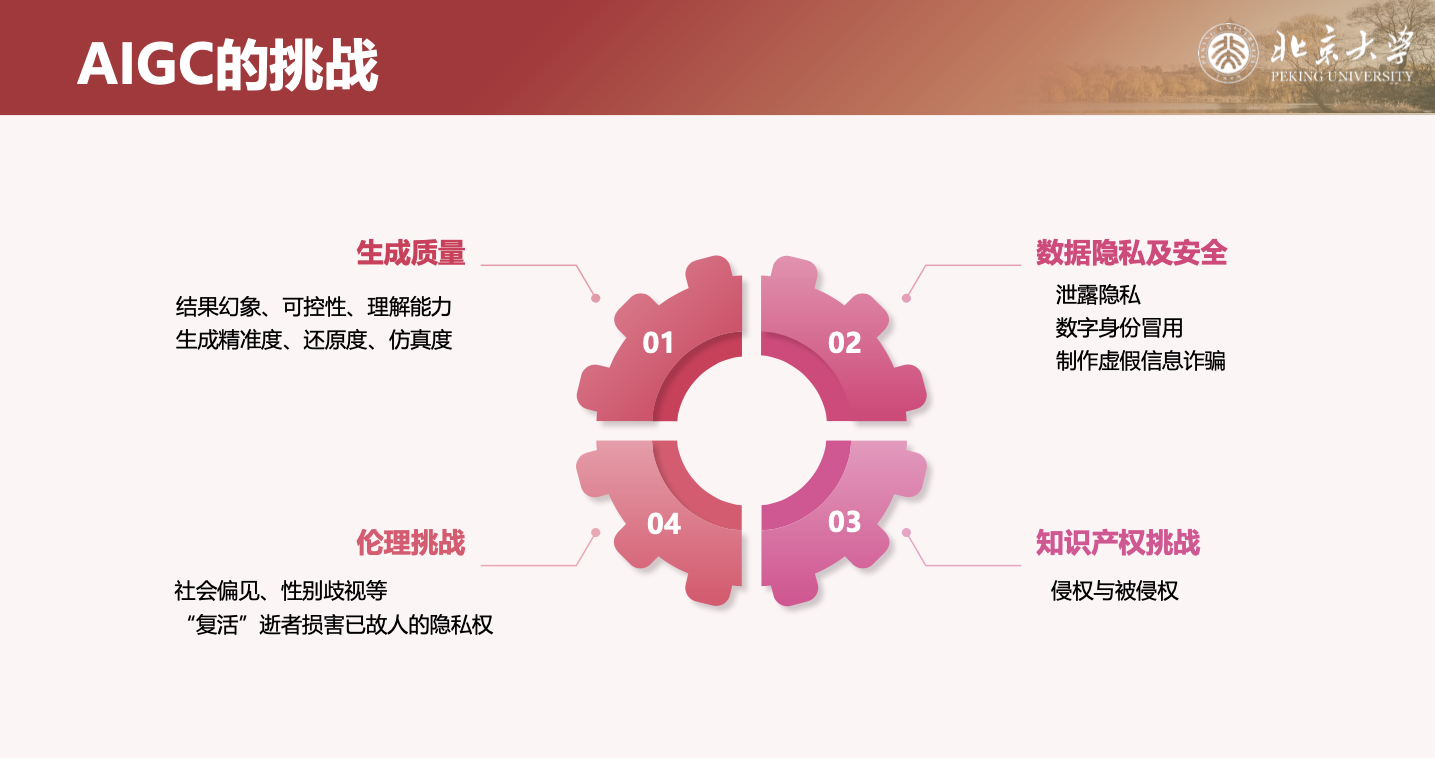 AIGC的挑战
北京大学
PEKING UNIVERSITY
01
生成质量
结果幻象、可控性、理解能力
生成精准度、还原度、仿真度
02
数据隐私及安全
泄露隐私
数字身份冒用
制作虚假信息诈骗
03
知识产权挑战
侵权与被侵权
04
伦理挑战
社会偏见、性别歧视等
“复活”逝者损害已故人的隐私权